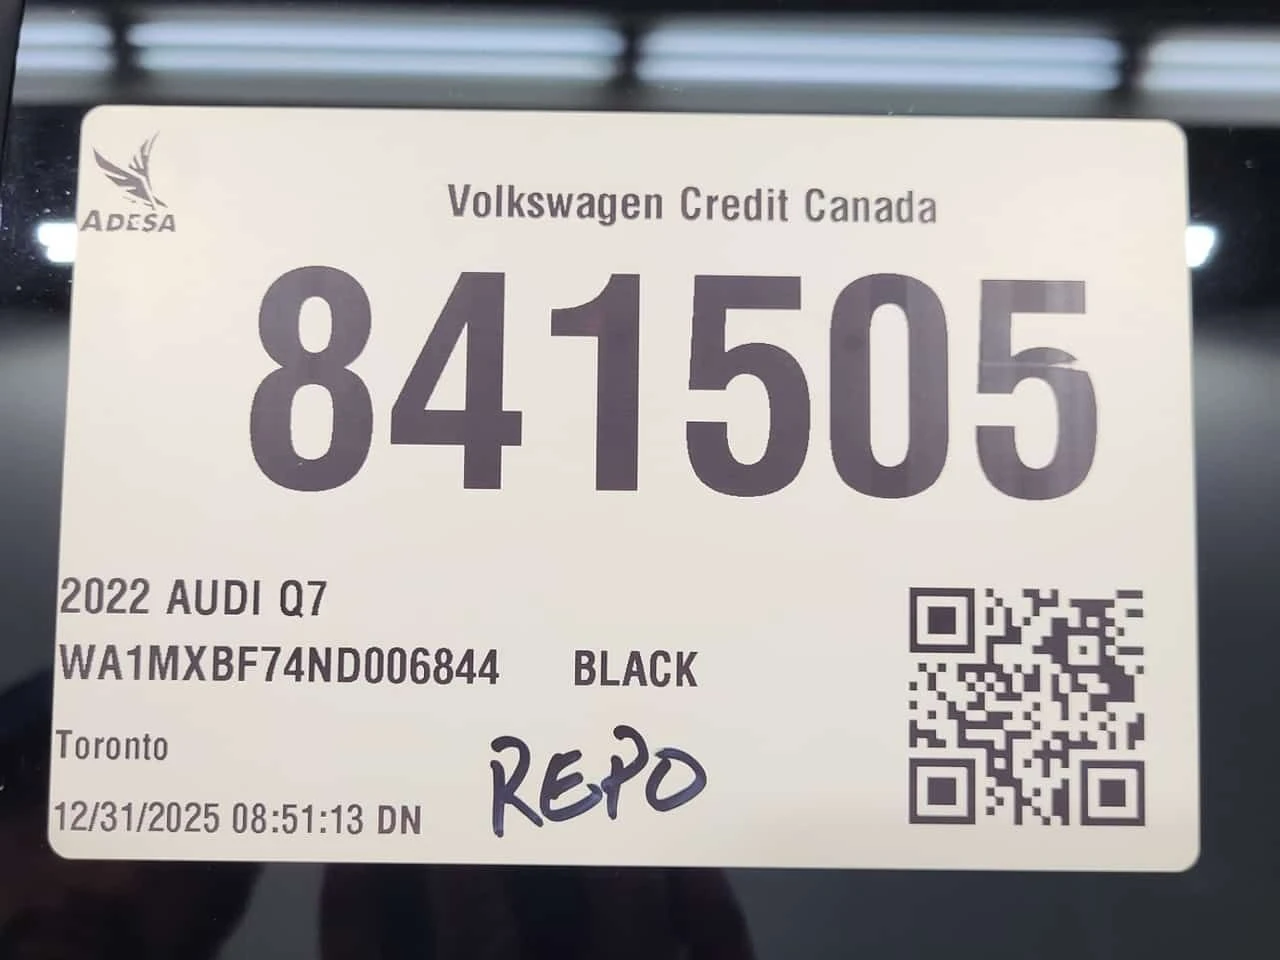 ADESA
Volkswagen Credit Canada
841505
2022 AUDI Q7
WA1MXBF74ND006844 BLACK
Toronto
REPO
12/31/2025 08:51:13 DN